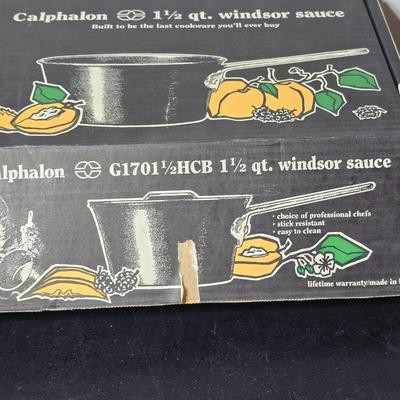 Calphalon 1½ qt. windsor sauce
Built to be the last cookware you'll ever buy
alphalon G1701½HCB 1½ qt. windsor sauce
• choice of professional chefs
• stick resistant
• easy to clean
lifetime warranty/made in